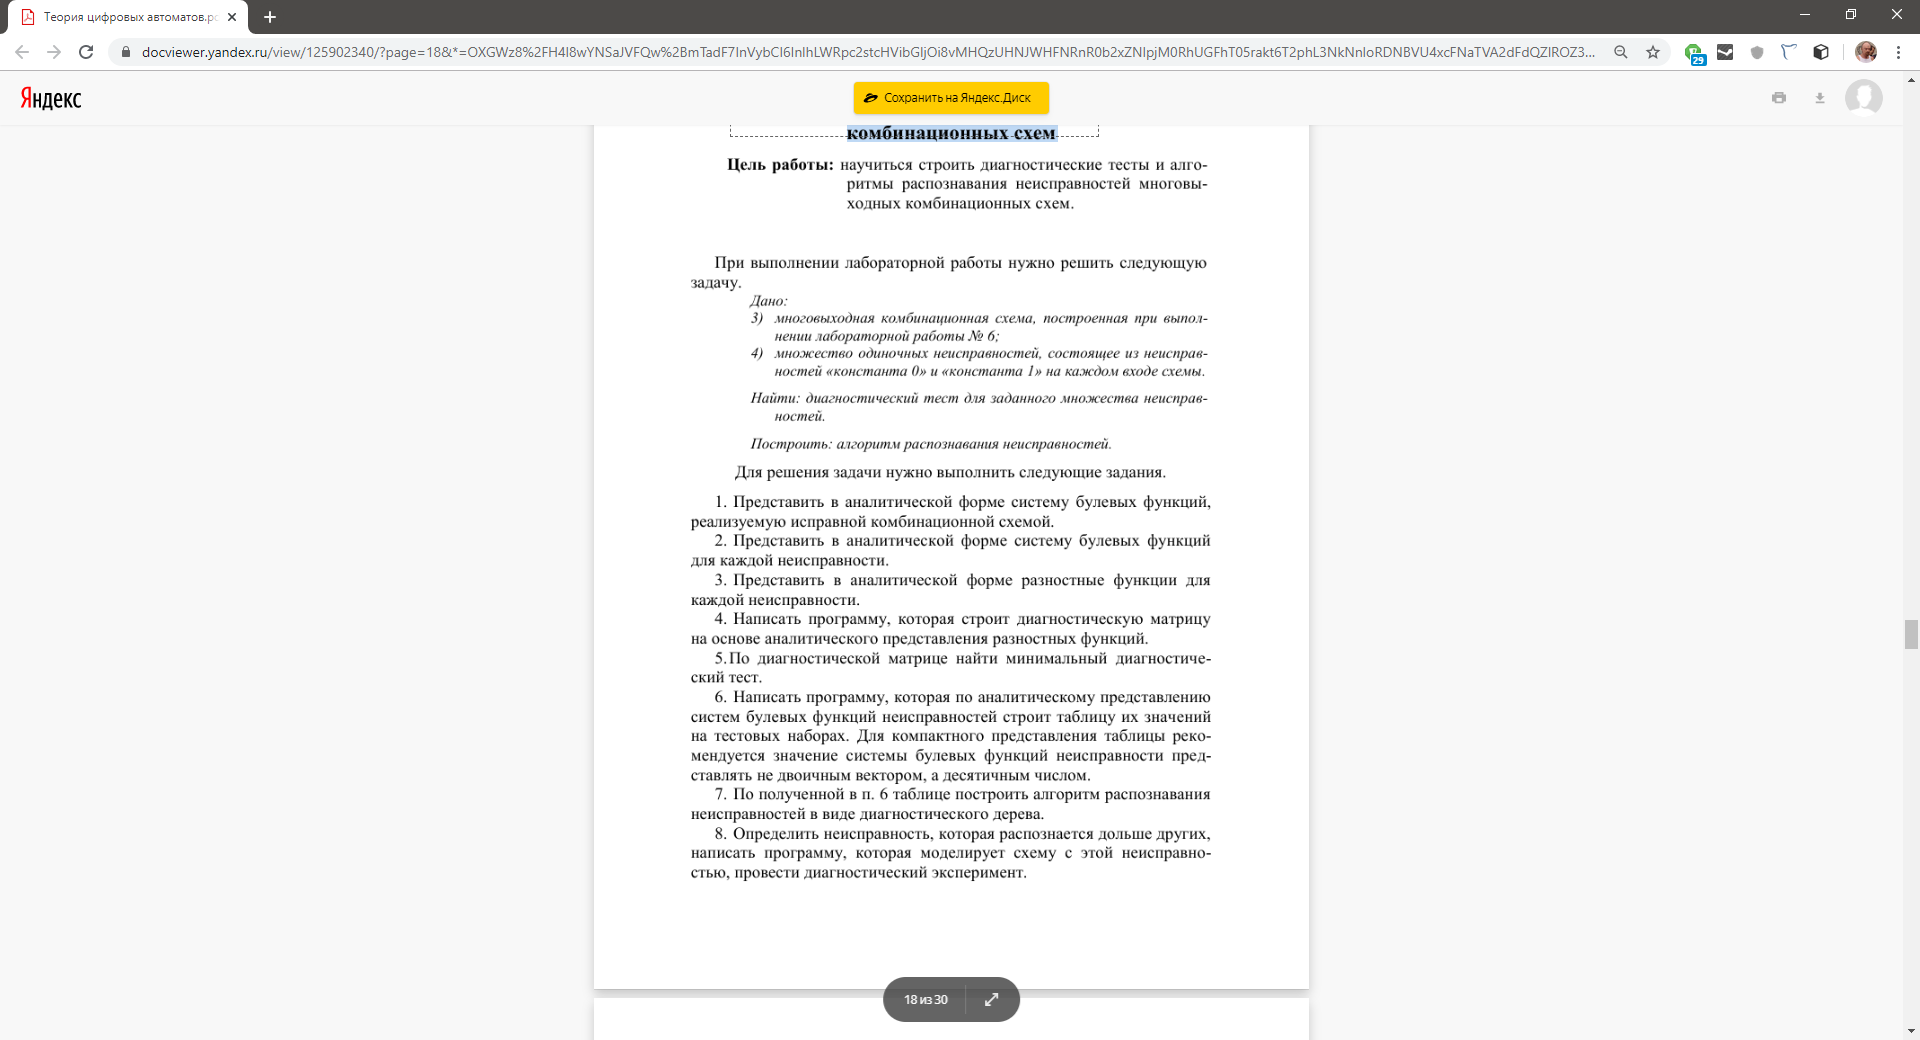 Теория цифровых автоматов.pd
docviewer.yandex.ru/view/125902340/?page=18&*=OXGWz8%2FH4I8wYNSaJVFQw%2BmTadF7InVybCI6InlhLWRpc2stcHVibGljOi8vMHQzUHNJWHFNRnR0b2xZNlpjM0RhUGFhT05rakt6T2phL3NkNnloRDNBVU4xcFNaTVA2dFdQZlROZ3...
29
Яндекс
Сохранить на Яндекс.Диск
комбинационных схем
Цель работы: научиться строить диагностические тесты и алго-
ритмы распознавания неисправностей многовы-
ходных комбинационных схем.
При выполнении лабораторной работы нужно решить следующую
задачу.
Дано:
3) многовыходная комбинационная схема, построенная при выпол-
нении лабораторной работы № 6;
4) множество одиночных неисправностей, состоящее из неисправ-
ностей «константа 0» и «константа 1» на каждом входе схемы.
Найти: диагностический тест для заданного множества неисправ-
ностей.
Построить: алгоритм распознавания неисправностей.
Для решения задачи нужно выполнить следующие задания.
1. Представить в аналитической форме систему булевых функций,
реализуемую исправной комбинационной схемой.
2. Представить в аналитической форме систему булевых функций
для каждой неисправности.
3. Представить в аналитической форме разностные функции для
каждой неисправности.
4. Написать программу, которая строит диагностическую матрицу
на основе аналитического представления разностных функций.
5.По диагностической матрице найти минимальный диагностиче-
ский тест.
6. Написать программу, которая по аналитическому представлению
систем булевых функций неисправностей строит таблицу их значений
на тестовых наборах. Для компактного представления таблицы реко-
мендуется значение системы булевых функций неисправности пред-
ставлять не двоичным вектором, а десятичным числом.
7. По полученной в п. 6 таблице построить алгоритм распознавания
неисправностей в виде диагностического дерева.
8. Определить неисправность, которая распознается дольше других,
написать программу, которая моделирует схему с этой неисправно-
стью, провести диагностический эксперимент.
18 из 30